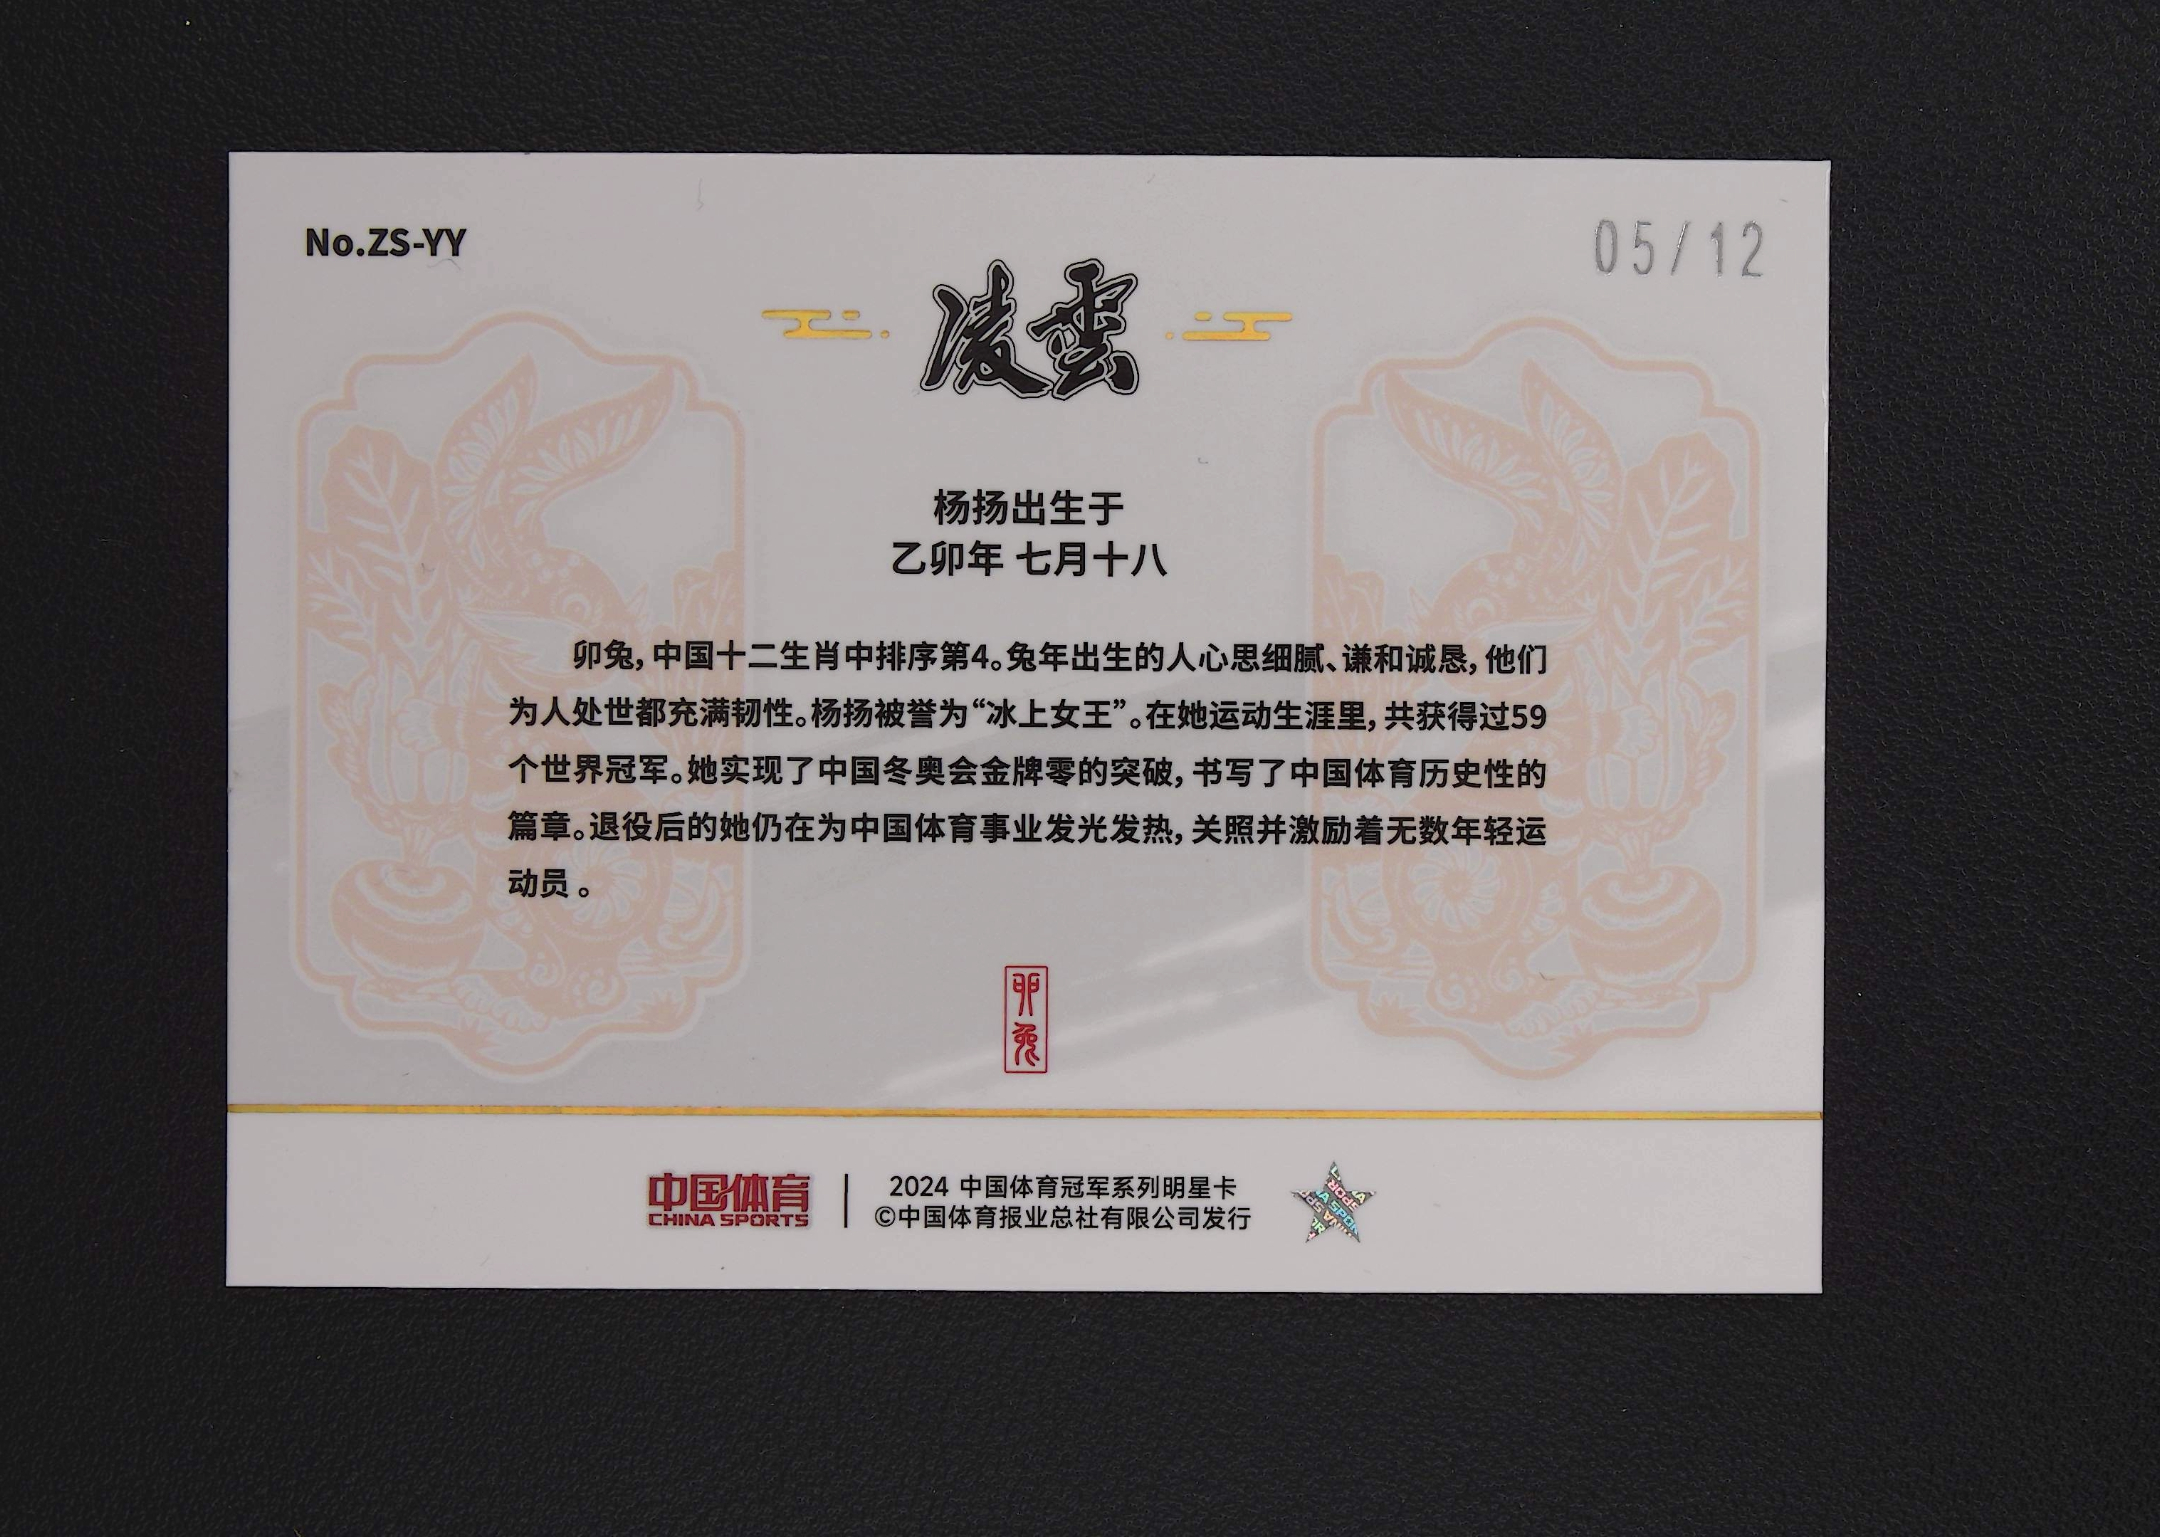 No.ZS-YY
05/12
凌雲
杨扬出生于
乙卯年 七月十八
卯兔，中国十二生肖中排序第4。兔年出生的人心思细腻、谦和诚恳，他们
为人处世都充满韧性。杨扬被誉为“冰上女王”。在她运动生涯里，共获得过59
个世界冠军。她实现了中国冬奥会金牌零的突破，书写了中国体育历史性的
篇章。退役后的她仍在为中国体育事业发光发热，关照并激励着无数年轻运
动员 。
卯兔
中国体育
CHINA SPORTS
2024 中国体育冠军系列明星卡
©中国体育报业总社有限公司发行